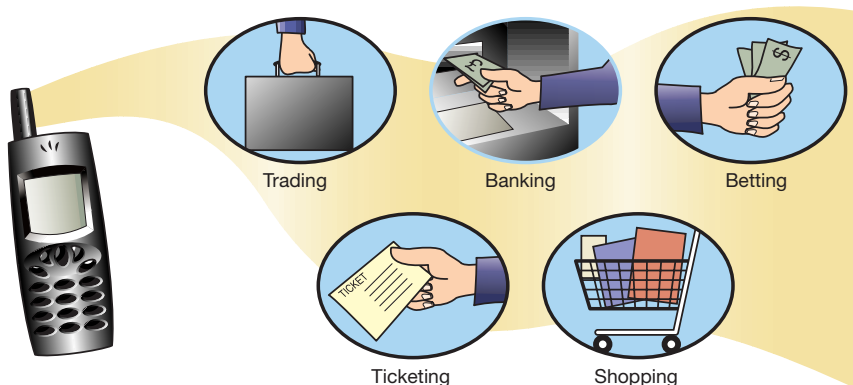 Trading
£
Banking
$
Betting
TICKET
Ticketing
Shopping